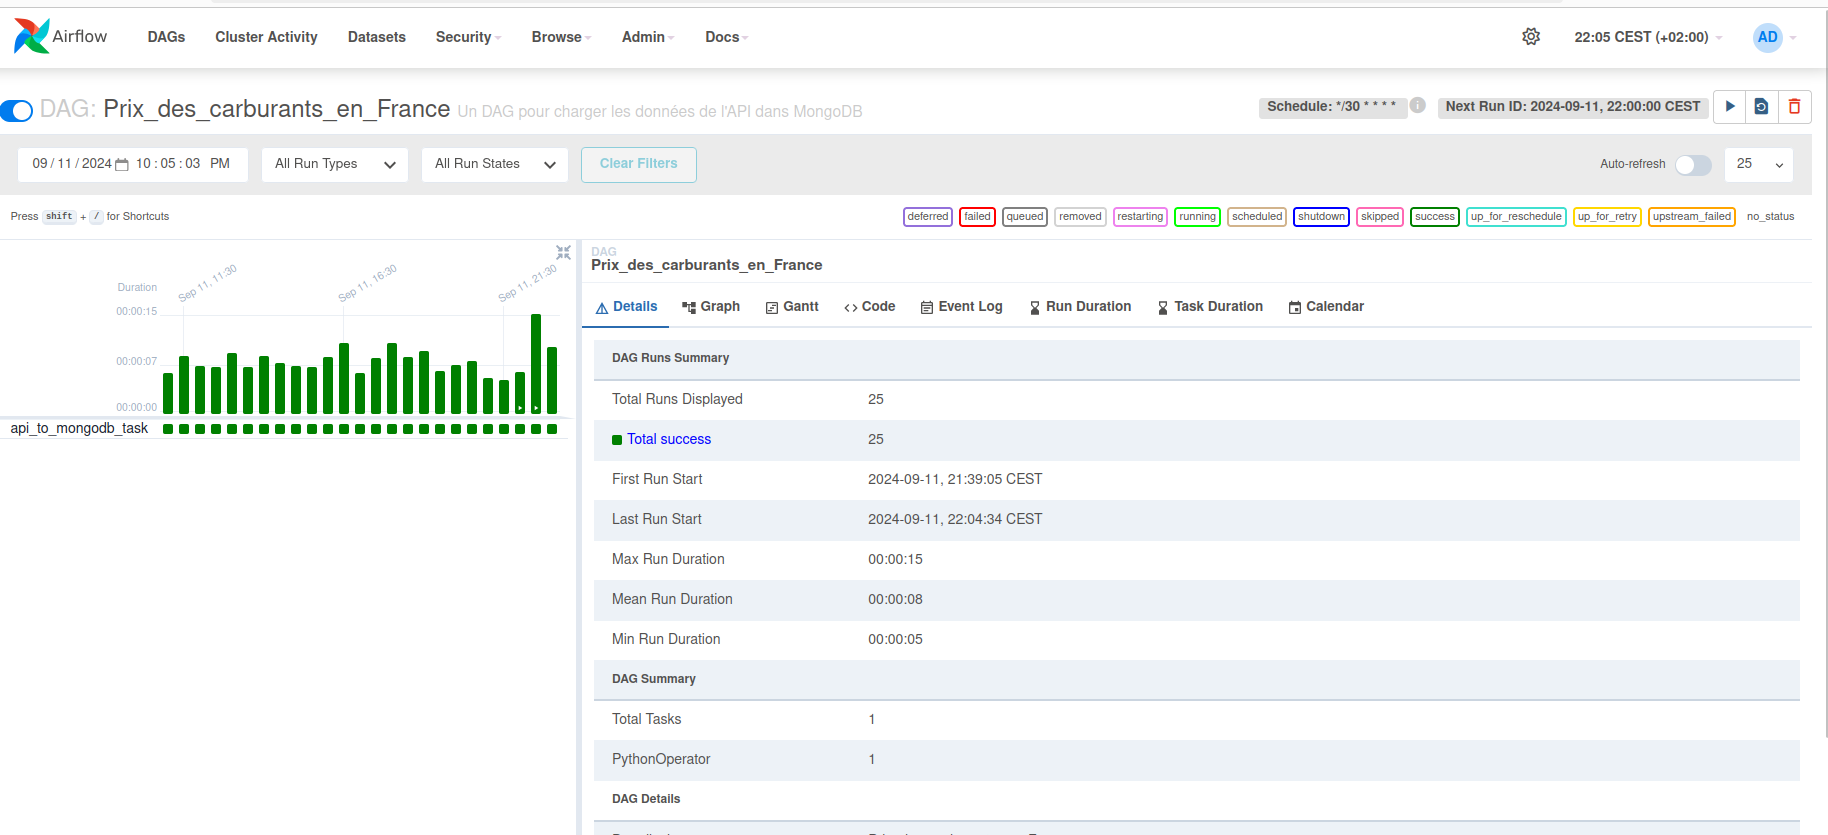 Airflow DAGs Cluster Activity Datasets Security Browse Admin Docs 22:05 CEST (+02:00) AD
DAG: Prix_des_carburants_en_France Un DAG pour charger les données de l'API dans MongoDB Schedule: */30 * * * * i Next Run ID: 2024-09-11, 22:00:00 CEST
09/11/2024 10:05:03 PM All Run Types All Run States Clear Filters Auto-refresh 25
Press shift + / for Shortcuts deferred failed queued removed restarting running scheduled shutdown skipped success up_for_reschedule up_for_retry upstream_failed no_status
Sep 11, 11:30 Sep 11, 16:30 Sep 11, 21:30
Duration
00:00:15
00:00:07
00:00:00
api_to_mongodb_task
DAG
Prix_des_carburants_en_France
Details Graph Gantt Code Event Log Run Duration Task Duration Calendar
DAG Runs Summary
Total Runs Displayed 25
Total success 25
First Run Start 2024-09-11, 21:39:05 CEST
Last Run Start 2024-09-11, 22:04:34 CEST
Max Run Duration 00:00:15
Mean Run Duration 00:00:08
Min Run Duration 00:00:05
DAG Summary
Total Tasks 1
PythonOperator 1
DAG Details